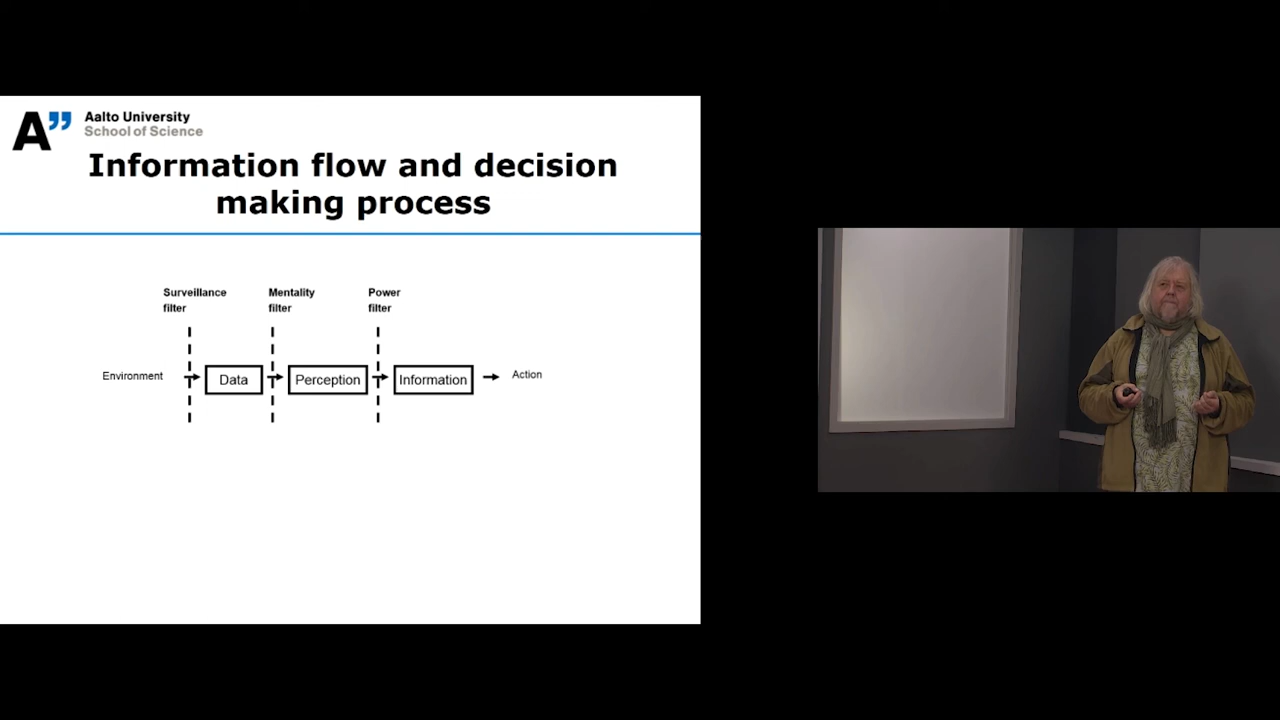 Aalto University
School of Science
Information flow and decision
making process
Surveillance
filter
Mentality
filter
Power
filter
Environment
Data
Perception
Information
Action